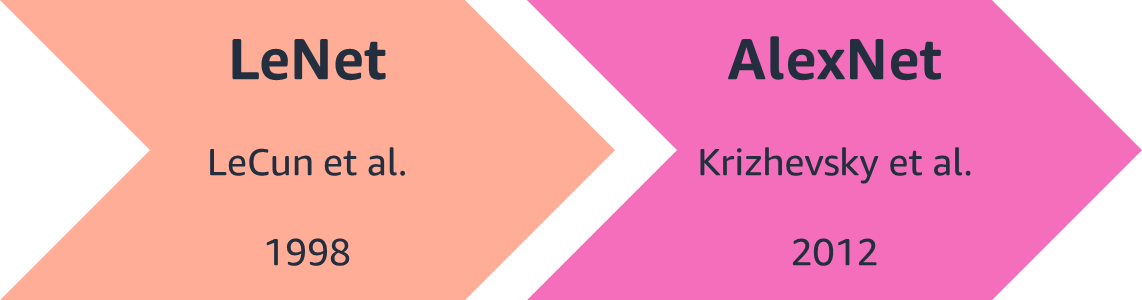 LeNet
LeCun et al.
1998
AlexNet
Krizhevsky et al.
2012